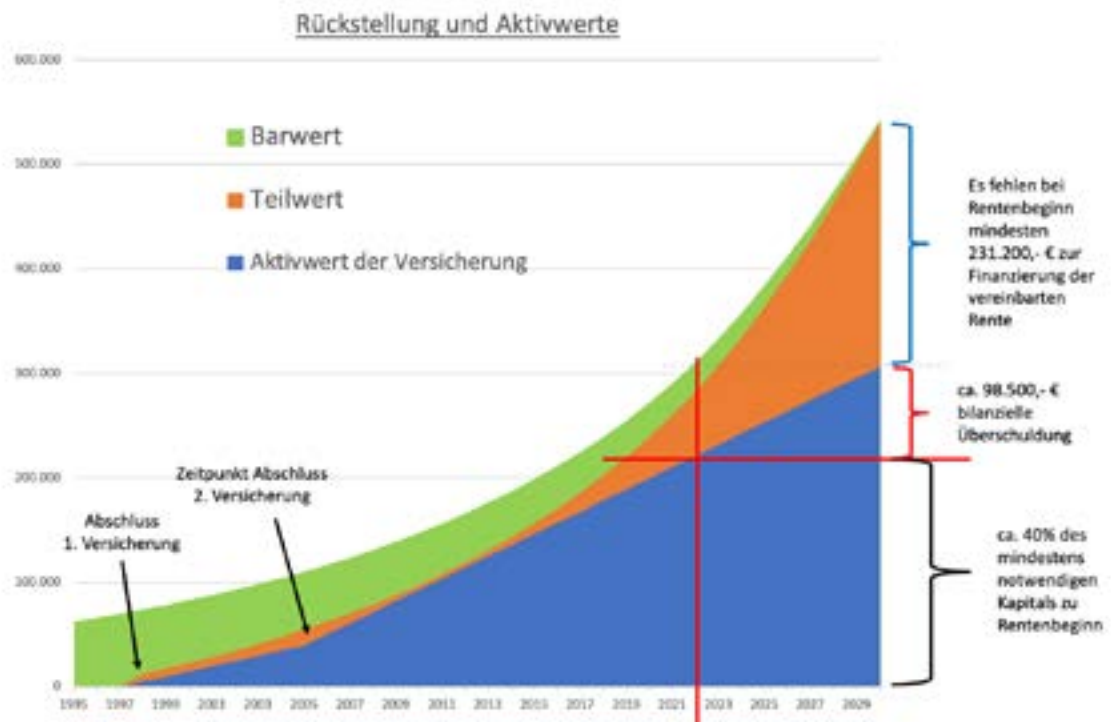 Rückstellung und Aktivwerte
600.000
500.000
400.000
300.000
200.000
100.000
0
Barwert
Teilwert
Aktivwert der Versicherung
Abschluss
1. Versicherung
Zeitpunkt Abschluss
2. Versicherung
Es fehlen bei
Rentenbeginn
mindesten
231.200,- € zur
Finanzierung der
vereinbarten
Rente
ca. 98.500,- €
bilanzielle
Überschuldung
ca. 40% des
mindestens
notwendigen
Kapitals zu
Rentenbeginn
1995 1997 1999 2001 2003 2005 2007 2009 2011 2013 2015 2017 2019 2021 2023 2025 2027 2029